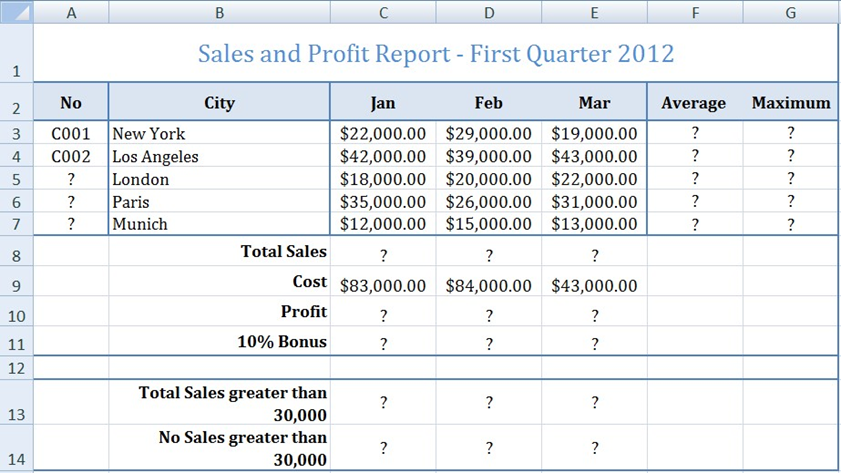 A B C D E F G
1 Sales and Profit Report - First Quarter 2012
2 No City Jan Feb Mar Average Maximum
3 C001 New York $22,000.00 $29,000.00 $19,000.00 ? ?
4 C002 Los Angeles $42,000.00 $39,000.00 $43,000.00 ? ?
5 ? London $18,000.00 $20,000.00 $22,000.00 ? ?
6 ? Paris $35,000.00 $26,000.00 $31,000.00 ? ?
7 ? Munich $12,000.00 $15,000.00 $13,000.00 ? ?
8 Total Sales ? ? ?
9 Cost $83,000.00 $84,000.00 $43,000.00
10 Profit ? ? ?
11 10% Bonus ? ? ?
12
Total Sales greater than
13 30,000 ? ? ?
No Sales greater than
14 30,000 ? ? ?